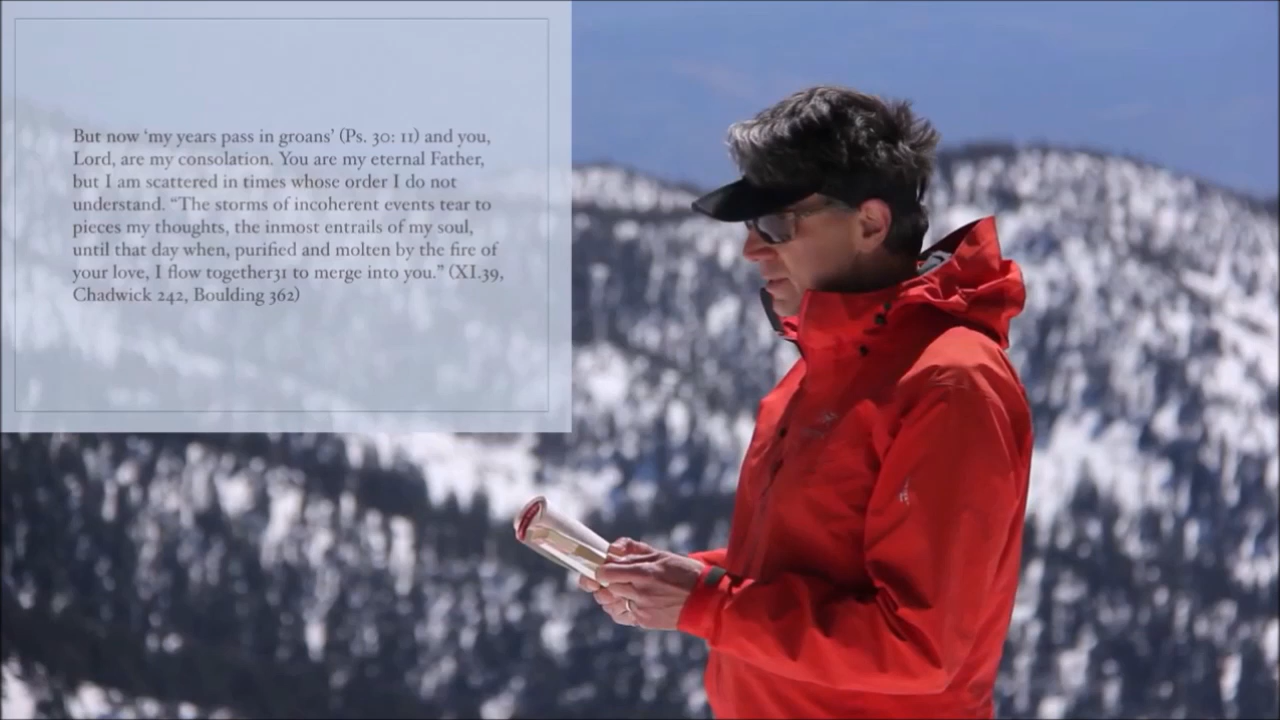 But now ‘my years pass in groans’ (Ps. 30: 11) and you,
Lord, are my consolation. You are my eternal Father,
but I am scattered in times whose order I do not
understand. “The storms of incoherent events tear to
pieces my thoughts, the inmost entrails of my soul,
until that day when, purified and molten by the fire of
your love, I flow together31 to merge into you.” (XI.39,
Chadwick 242, Boulding 362)